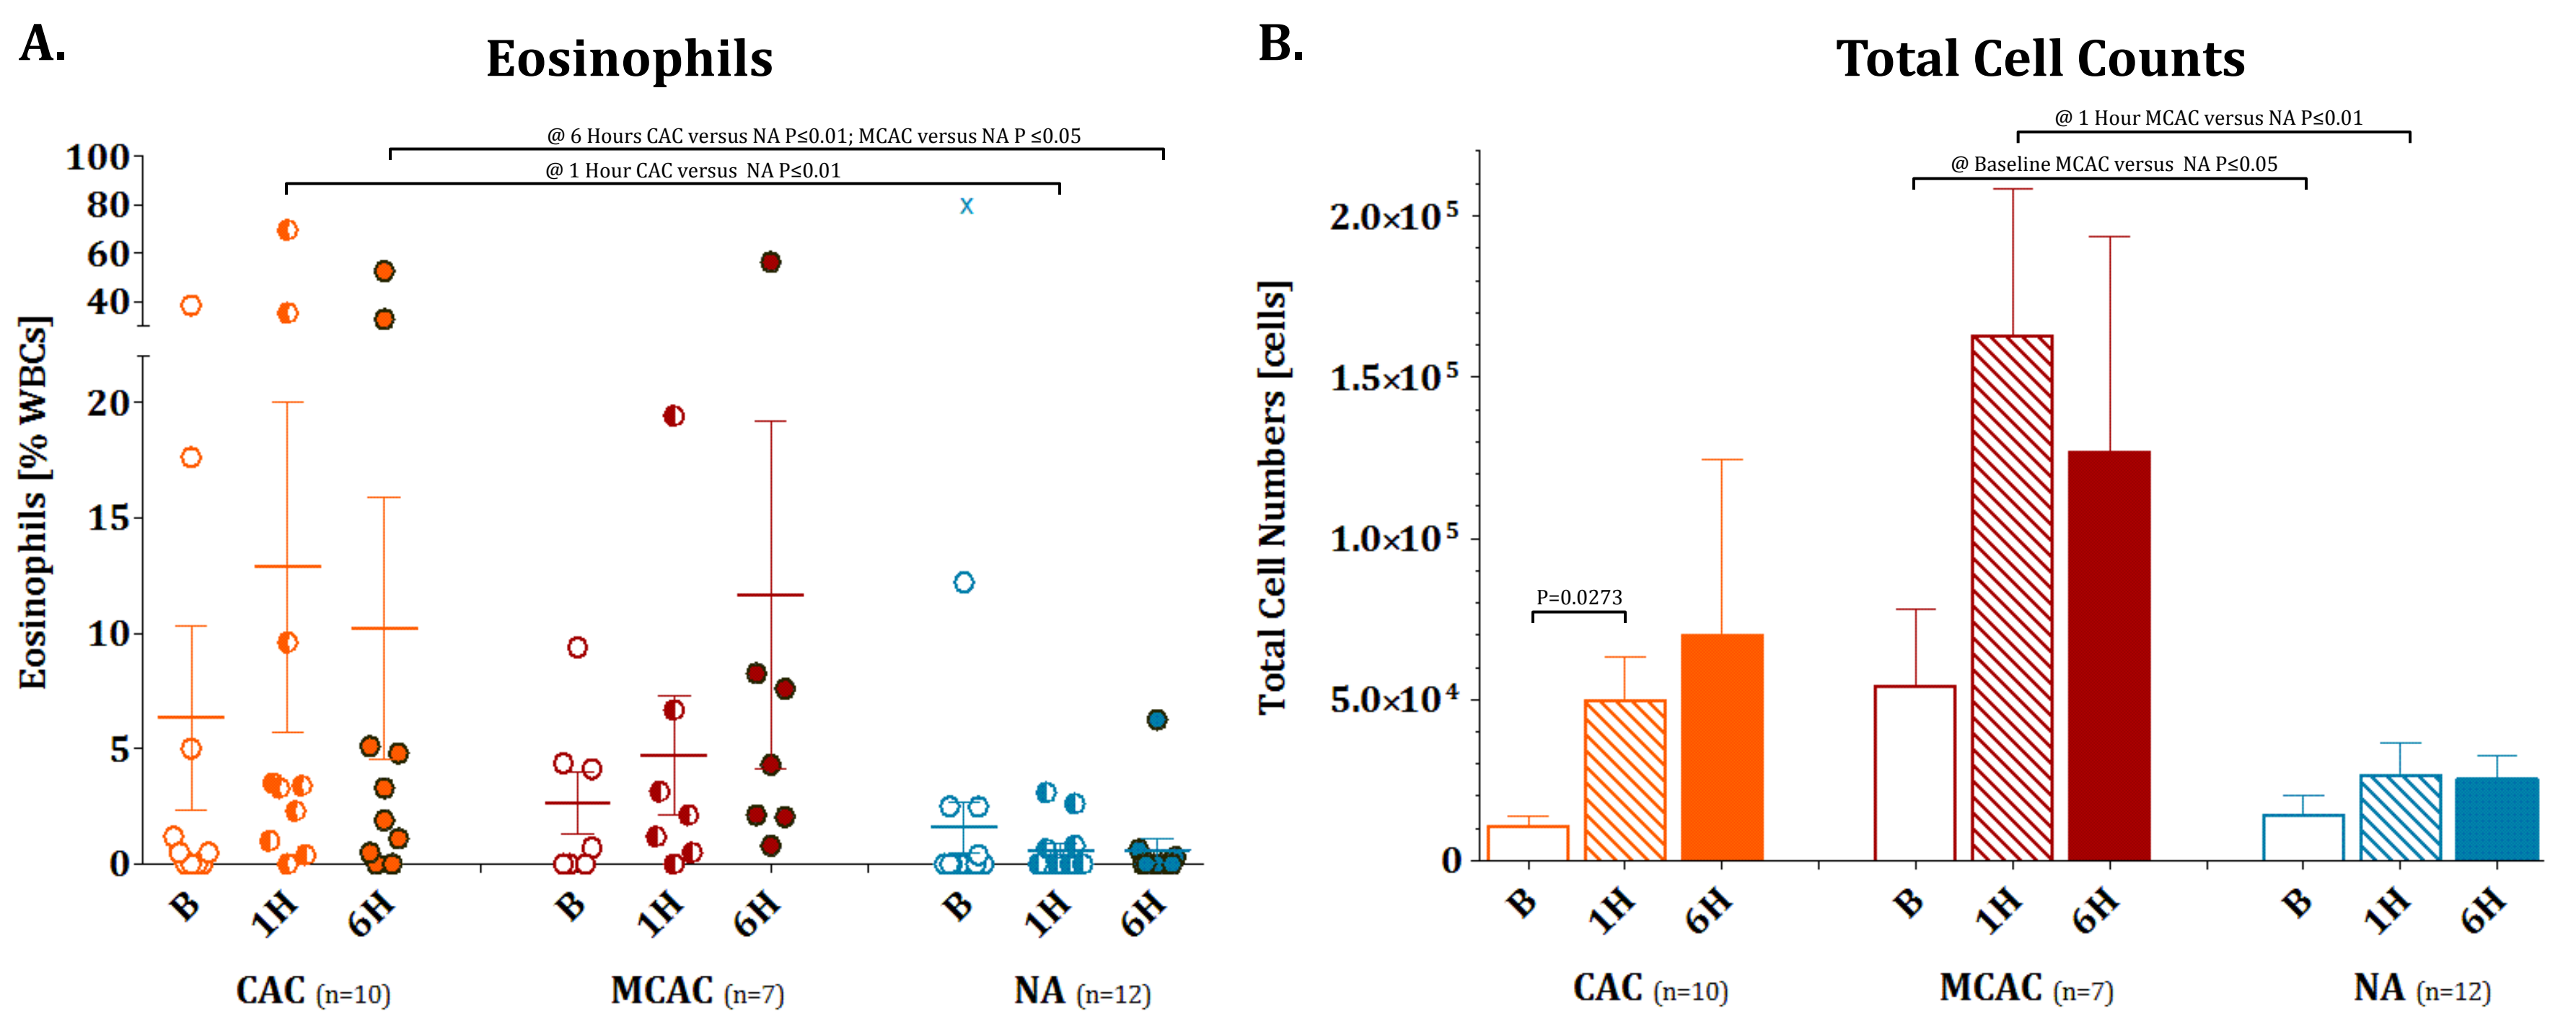 A.
Eosinophils
@ 6 Hours CAC versus NA P≤0.01; MCAC versus NA P ≤0.05
@ 1 Hour CAC versus NA P≤0.01
Eosinophils [% WBCs]
100
80
60
40
20
15
10
5
0
x
B
1H
6H
B
1H
6H
B
1H
6H
CAC (n=10)
MCAC (n=7)
NA (n=12)
B.
Total Cell Counts
@ 1 Hour MCAC versus NA P≤0.01
@ Baseline MCAC versus NA P≤0.05
P=0.0273
Total Cell Numbers [cells]
2.0×10⁵
1.5×10⁵
1.0×10⁵
5.0×10⁴
0
B
1H
6H
B
1H
6H
B
1H
6H
CAC (n=10)
MCAC (n=7)
NA (n=12)